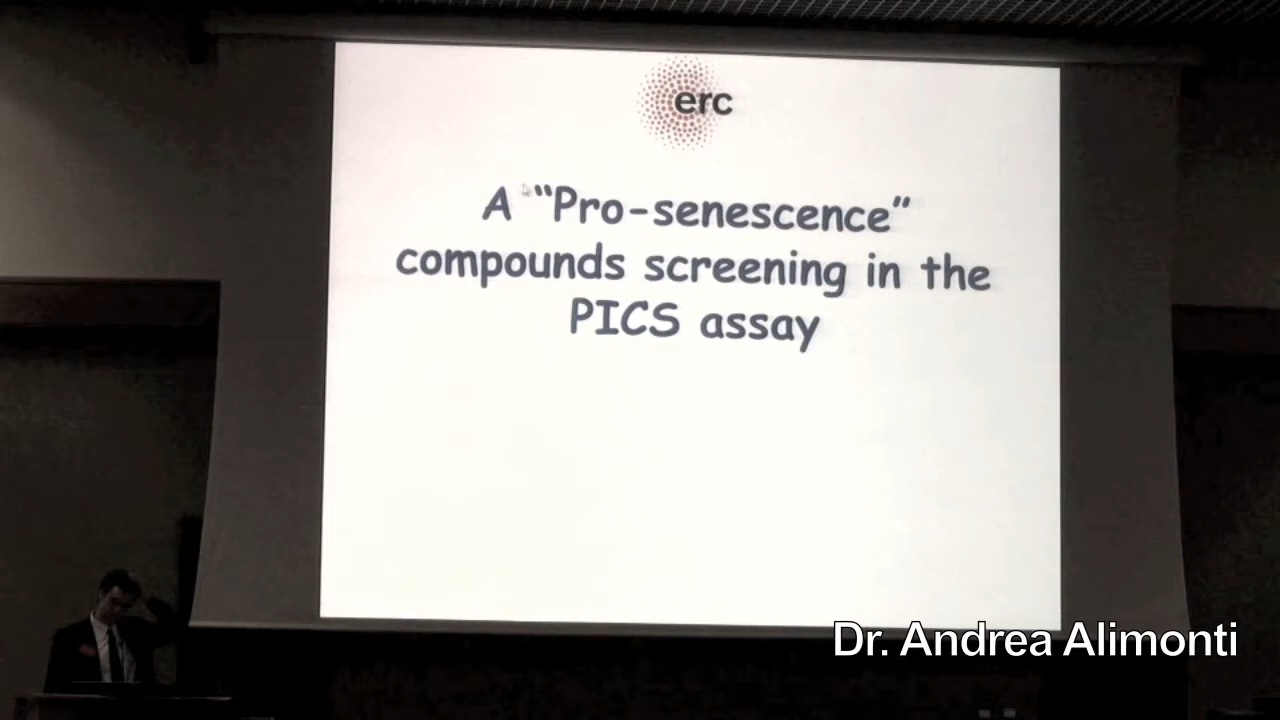 erc
A “Pro-senescence”
compounds screening in the
PICS assay
Dr. Andrea Alimonti